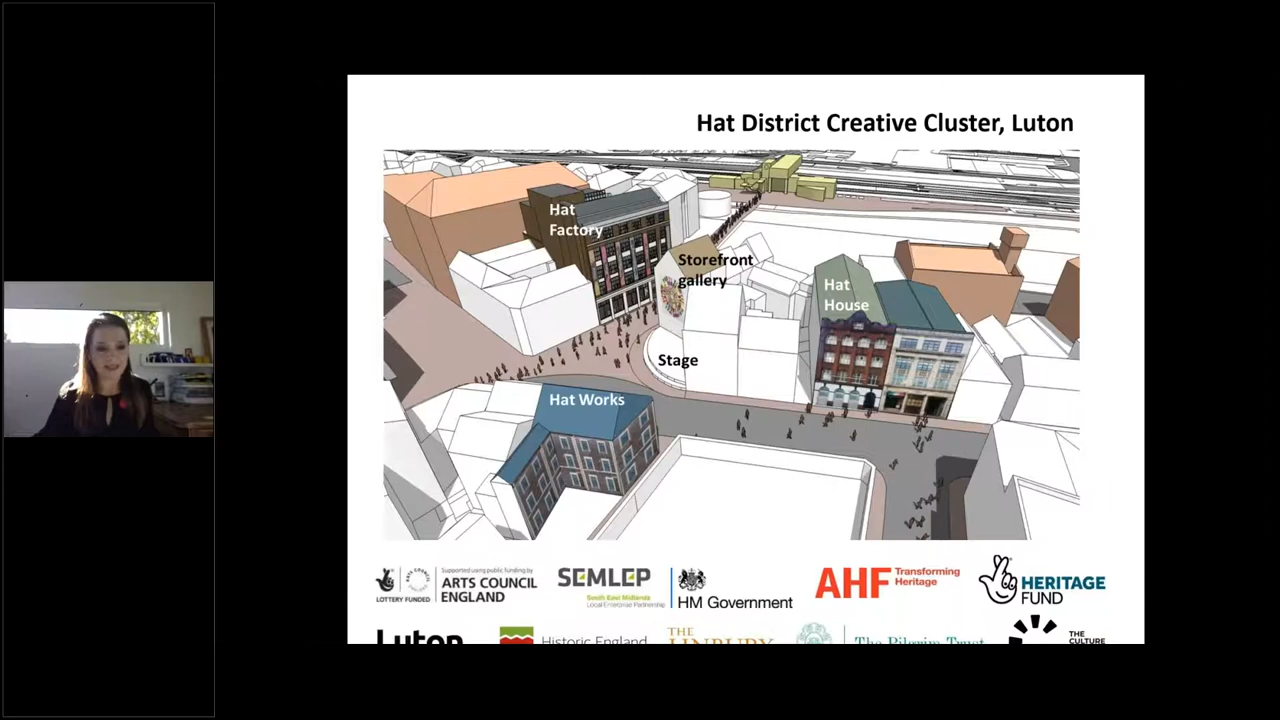 Hat District Creative Cluster, Luton
Hat
Factory
Storefront
gallery
Hat
House
Stage
Hat Works
LOTTERY FUNDED
Supported using public funding by
ARTS COUNCIL
ENGLAND
SEMLEP
South East Midlands
Local Enterprise Partnership
HM Government
AHF Transforming
Heritage
HERITAGE
FUND
Luton
Historic England
THE
LINBURY
The Pilgrim Trust
THE
CULTURE